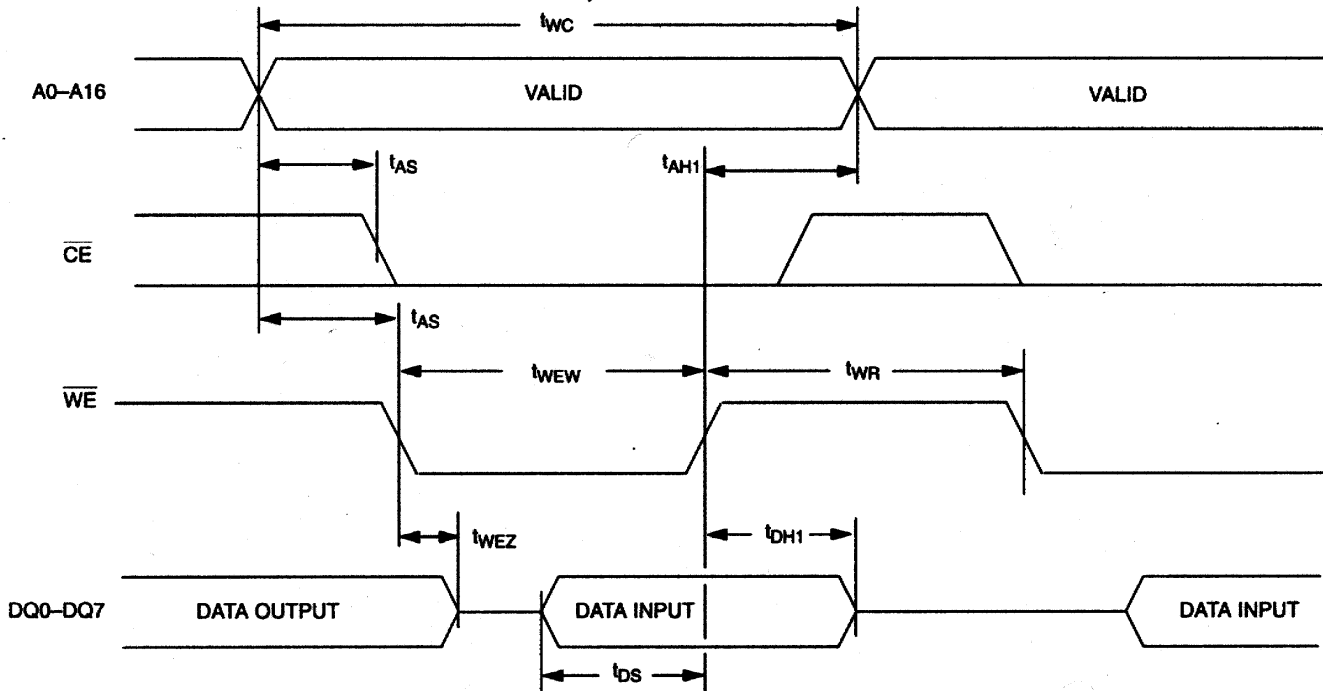 tWC
A0–A16 VALID VALID
tAS tAH1
CE
tAS
tWEW tWR
WE
tWEZ tDH1
DQ0–DQ7 DATA OUTPUT DATA INPUT DATA INPUT
tDS